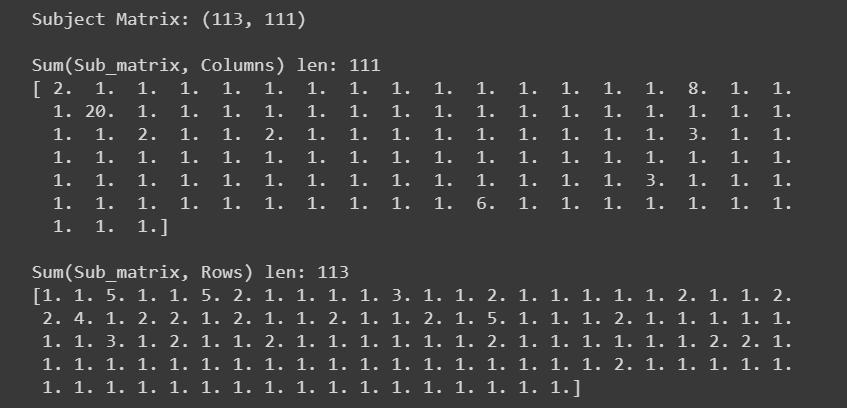 Subject Matrix: (113, 111)
Sum(Sub_matrix, Columns) len: 111
[ 2. 1. 1. 1. 1. 1. 1. 1. 1. 1. 1. 1. 1. 1. 1. 8. 1. 1.
1. 20. 1. 1. 1. 1. 1. 1. 1. 1. 1. 1. 1. 1. 1. 1. 1. 1.
1. 1. 2. 1. 1. 2. 1. 1. 1. 1. 1. 1. 1. 1. 1. 3. 1. 1.
1. 1. 1. 1. 1. 1. 1. 1. 1. 1. 1. 1. 1. 1. 1. 1. 1. 1.
1. 1. 1. 1. 1. 1. 1. 1. 1. 1. 1. 1. 1. 1. 3. 1. 1. 1.
1. 1. 1. 1. 1. 1. 1. 1. 1. 1. 6. 1. 1. 1. 1. 1. 1. 1.
1. 1. 1.]
Sum(Sub_matrix, Rows) len: 113
[1. 1. 5. 1. 1. 5. 2. 1. 1. 1. 1. 3. 1. 1. 2. 1. 1. 1. 1. 1. 2. 1. 1. 2.
2. 4. 1. 2. 2. 1. 2. 1. 1. 2. 1. 1. 2. 1. 5. 1. 1. 1. 2. 1. 1. 1. 1. 1.
1. 1. 3. 1. 2. 1. 1. 2. 1. 1. 1. 1. 1. 1. 2. 1. 1. 1. 1. 1. 1. 2. 2. 1.
1. 1. 1. 1. 1. 1. 1. 1. 1. 1. 1. 1. 1. 1. 1. 1. 1. 1. 2. 1. 1. 1. 1. 1.
1. 1. 1. 1. 1. 1. 1. 1. 1. 1. 1. 1. 1. 1. 1. 1. 1.]